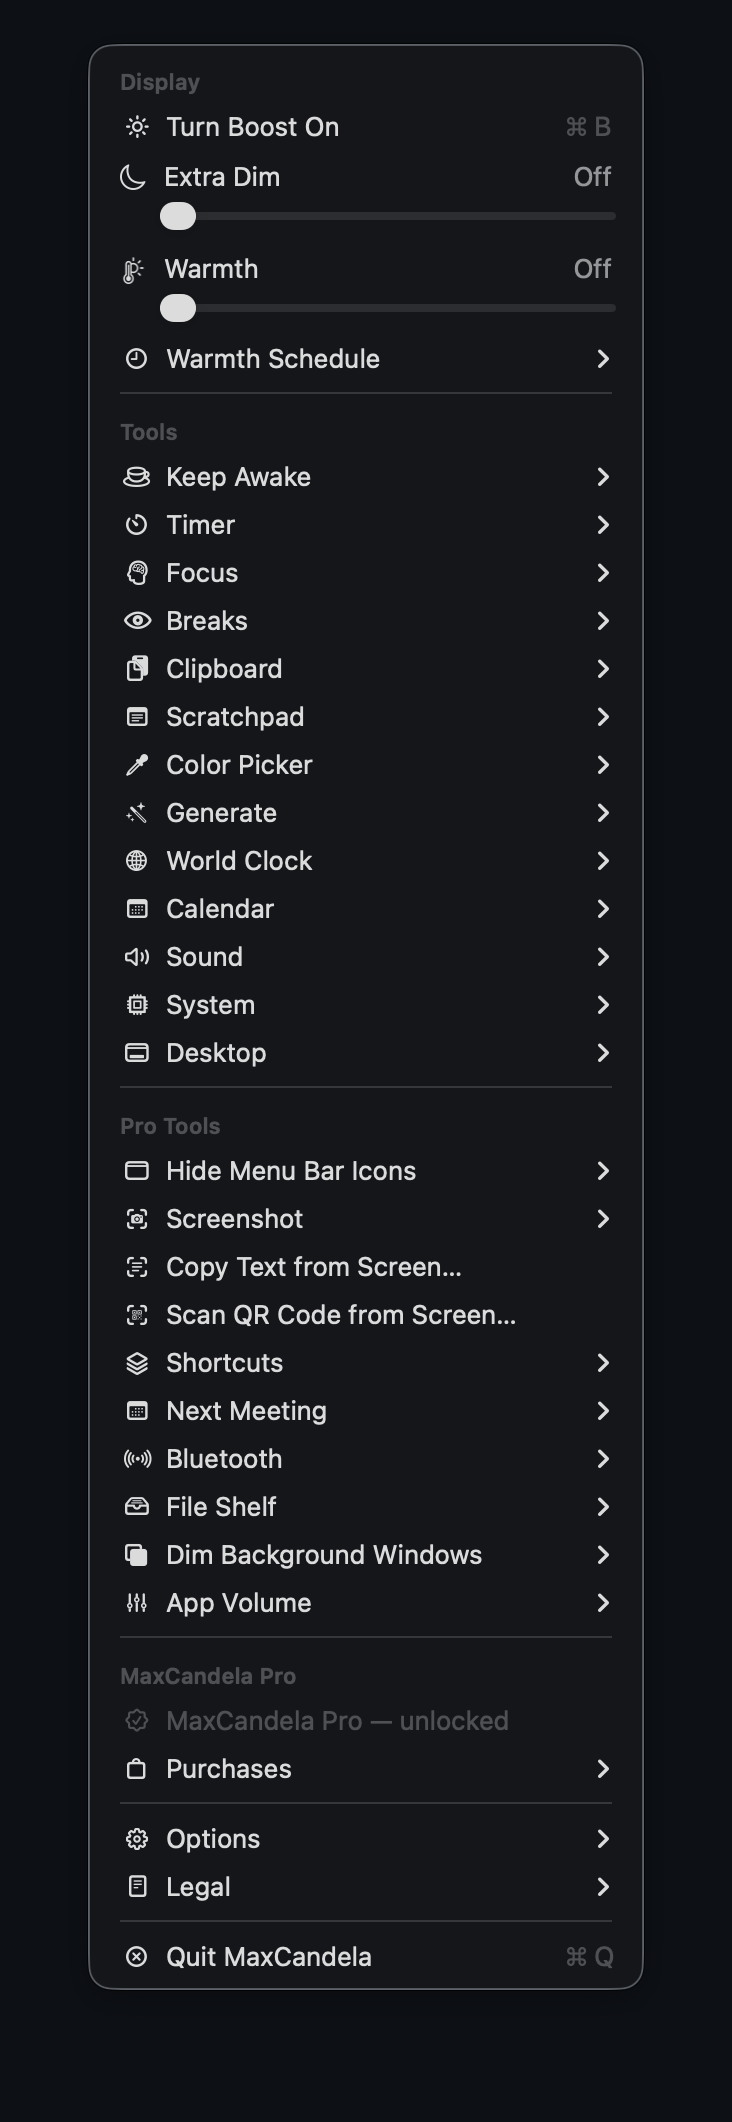 Display
Turn Boost On ⌘ B
Extra Dim Off
Warmth Off
Warmth Schedule
Tools
Keep Awake
Timer
Focus
Breaks
Clipboard
Scratchpad
Color Picker
Generate
World Clock
Calendar
Sound
System
Desktop
Pro Tools
Hide Menu Bar Icons
Screenshot
Copy Text from Screen...
Scan QR Code from Screen...
Shortcuts
Next Meeting
Bluetooth
File Shelf
Dim Background Windows
App Volume
MaxCandela Pro
MaxCandela Pro — unlocked
Purchases
Options
Legal
Quit MaxCandela ⌘ Q